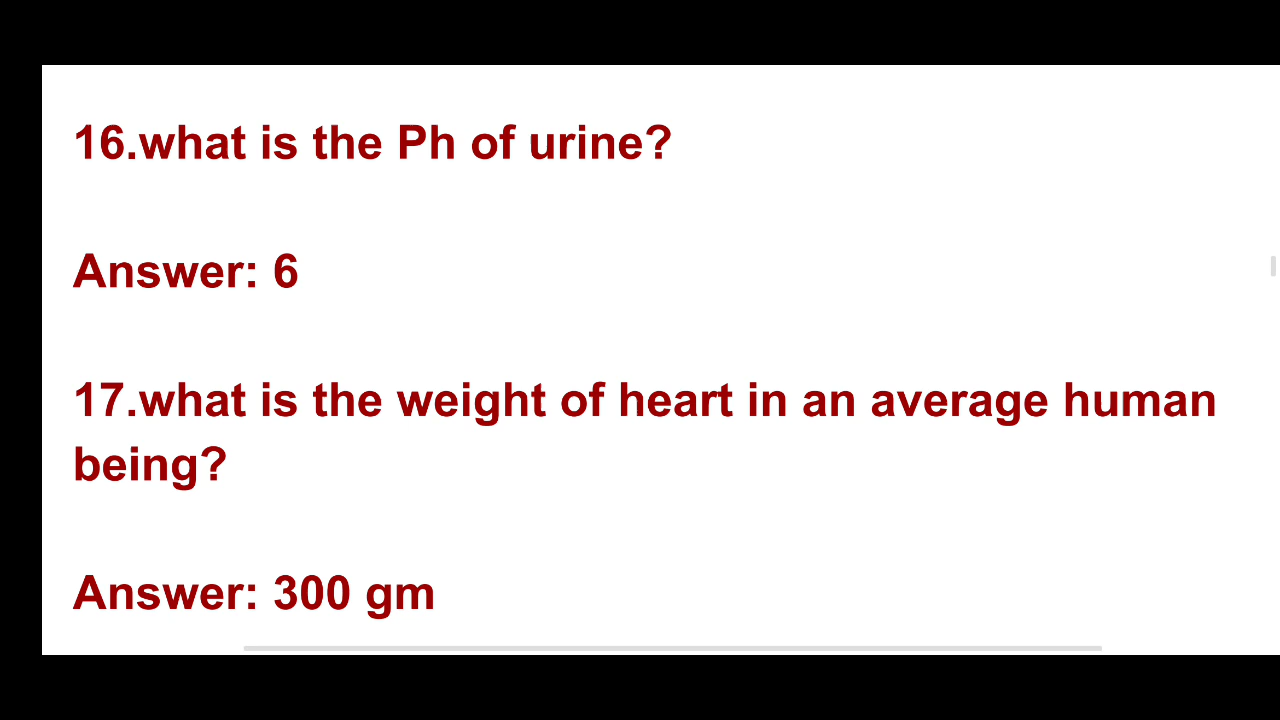 16.what is the Ph of urine?
Answer: 6
17.what is the weight of heart in an average human
being?
Answer: 300 gm